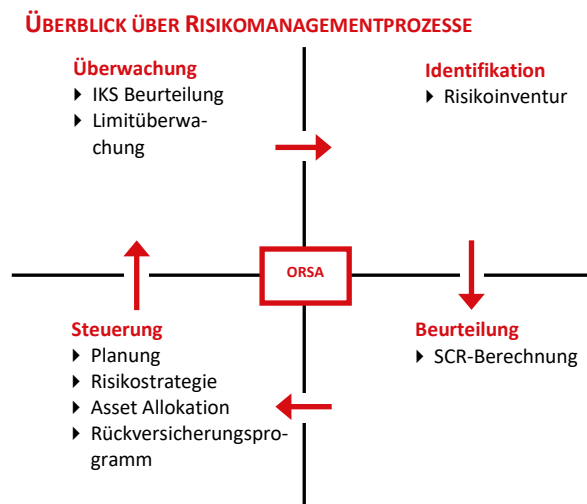 ÜBERBLICK ÜBER RISIKOMANAGEMENTPROZESSE
Überwachung
IKS Beurteilung
Limitüberwa-
chung
Identifikation
Risikoinventur
ORSA
Steuerung
Planung
Risikostrategie
Asset Allokation
Rückversicherungspro-
gramm
Beurteilung
SCR-Berechnung